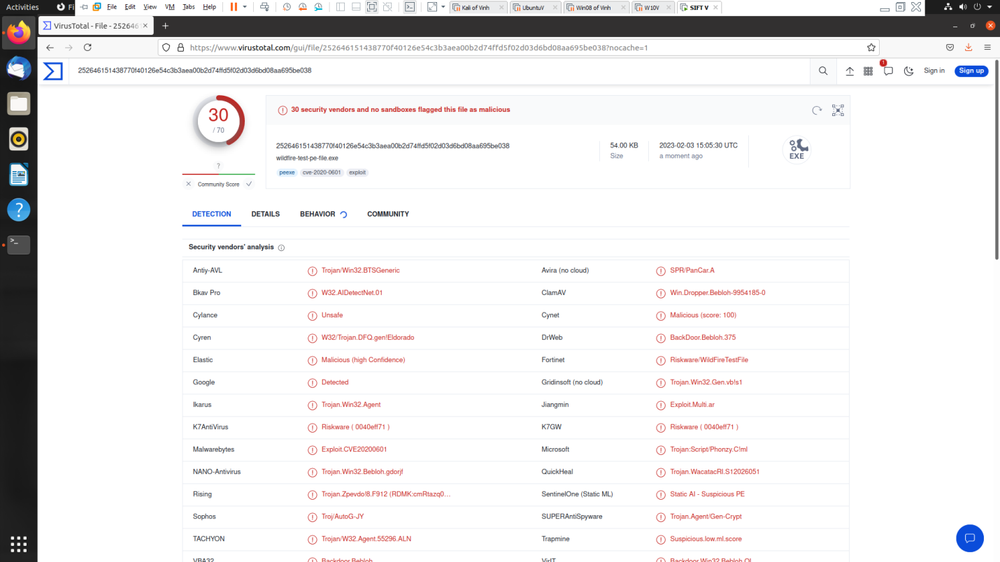 Activities
Fi
File Edit View VM Tabs Help
Kali of Vinh
UbuntuV
Win08 of Vinh
W10V
SIFT V
VirusTotal - File - 252646
https://www.virustotal.com/gui/file/252646151438770f40126e54c3b3aea00b2d74ffd5f02d03d6bd08aa695be038?nocache=1
252646151438770f40126e54c3b3aea00b2d74ffd5f02d03d6bd08aa695be038
1
Sign in
Sign up
30
/ 70
?
Community Score
30 security vendors and no sandboxes flagged this file as malicious
252646151438770f40126e54c3b3aea00b2d74ffd5f02d03d6bd08aa695be038
wildfire-test-pe-file.exe
peexe cve-2020-0601 exploit
54.00 KB
Size
2023-02-03 15:05:30 UTC
a moment ago
EXE
DETECTION DETAILS BEHAVIOR COMMUNITY
Security vendors' analysis
Antiy-AVL Trojan/Win32.BTSGeneric Avira (no cloud) SPR/PanCar.A
Bkav Pro W32.AIDetectNet.01 ClamAV Win.Dropper.Bebloh-9954185-0
Cylance Unsafe Cynet Malicious (score: 100)
Cyren W32/Trojan.DFQ.gen!Eldorado DrWeb BackDoor.Bebloh.375
Elastic Malicious (high Confidence) Fortinet Riskware/WildFireTestFile
Google Detected Gridinsoft (no cloud) Trojan.Win32.Gen.vb!s1
Ikarus Trojan.Win32.Agent Jiangmin Exploit.Multi.ar
K7AntiVirus Riskware ( 0040eff71 ) K7GW Riskware ( 0040eff71 )
Malwarebytes Exploit.CVE20200601 Microsoft Trojan:Script/Phonzy.C!ml
NANO-Antivirus Trojan.Win32.Bebloh.gdorjf QuickHeal Trojan.WacatacRI.S12026051
Rising Trojan.Zpevdo!8.F912 (RDMK:cmRtazq0… SentinelOne (Static ML) Static AI - Suspicious PE
Sophos Troj/AutoG-JY SUPERAntiSpyware Trojan.Agent/Gen-Crypt
TACHYON Trojan/W32.Agent.55296.ALN Trapmine Suspicious.low.ml.score
VBA32 Backdoor.Bebloh VirIT Backdoor.Win32.Bebloh.OI